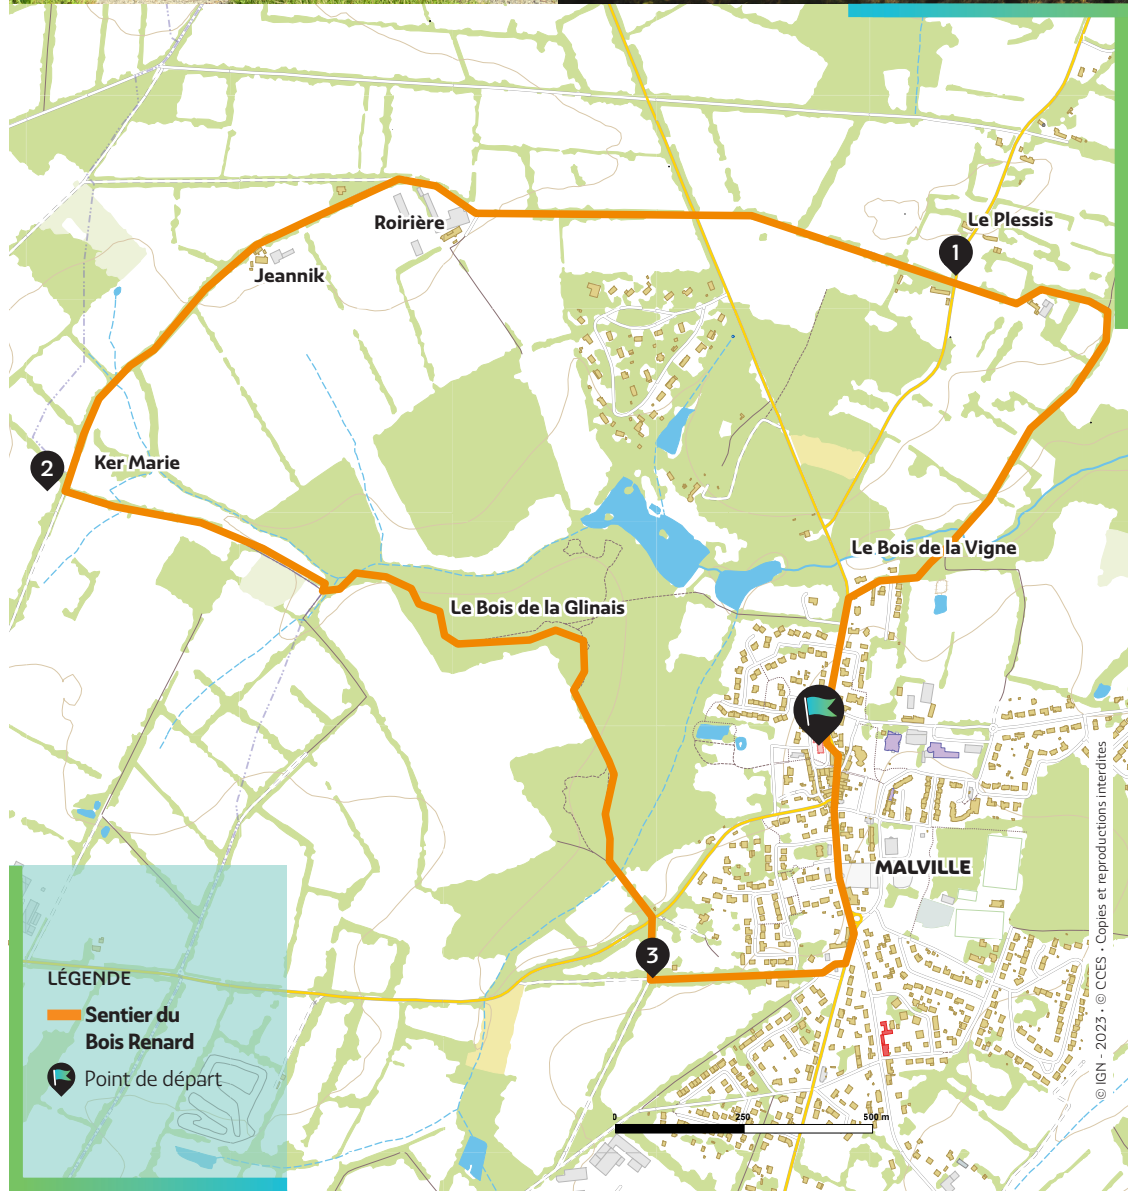 Le Plessis
1
Roirière
Jeannik
2
Ker Marie
Le Bois de la Vigne
Le Bois de la Glinais
MALVILLE
3
LÉGENDE
Sentier du
Bois Renard
Point de départ
0 250 500 m
© IGN - 2023 • © CCES • Copies et reproductions interdites